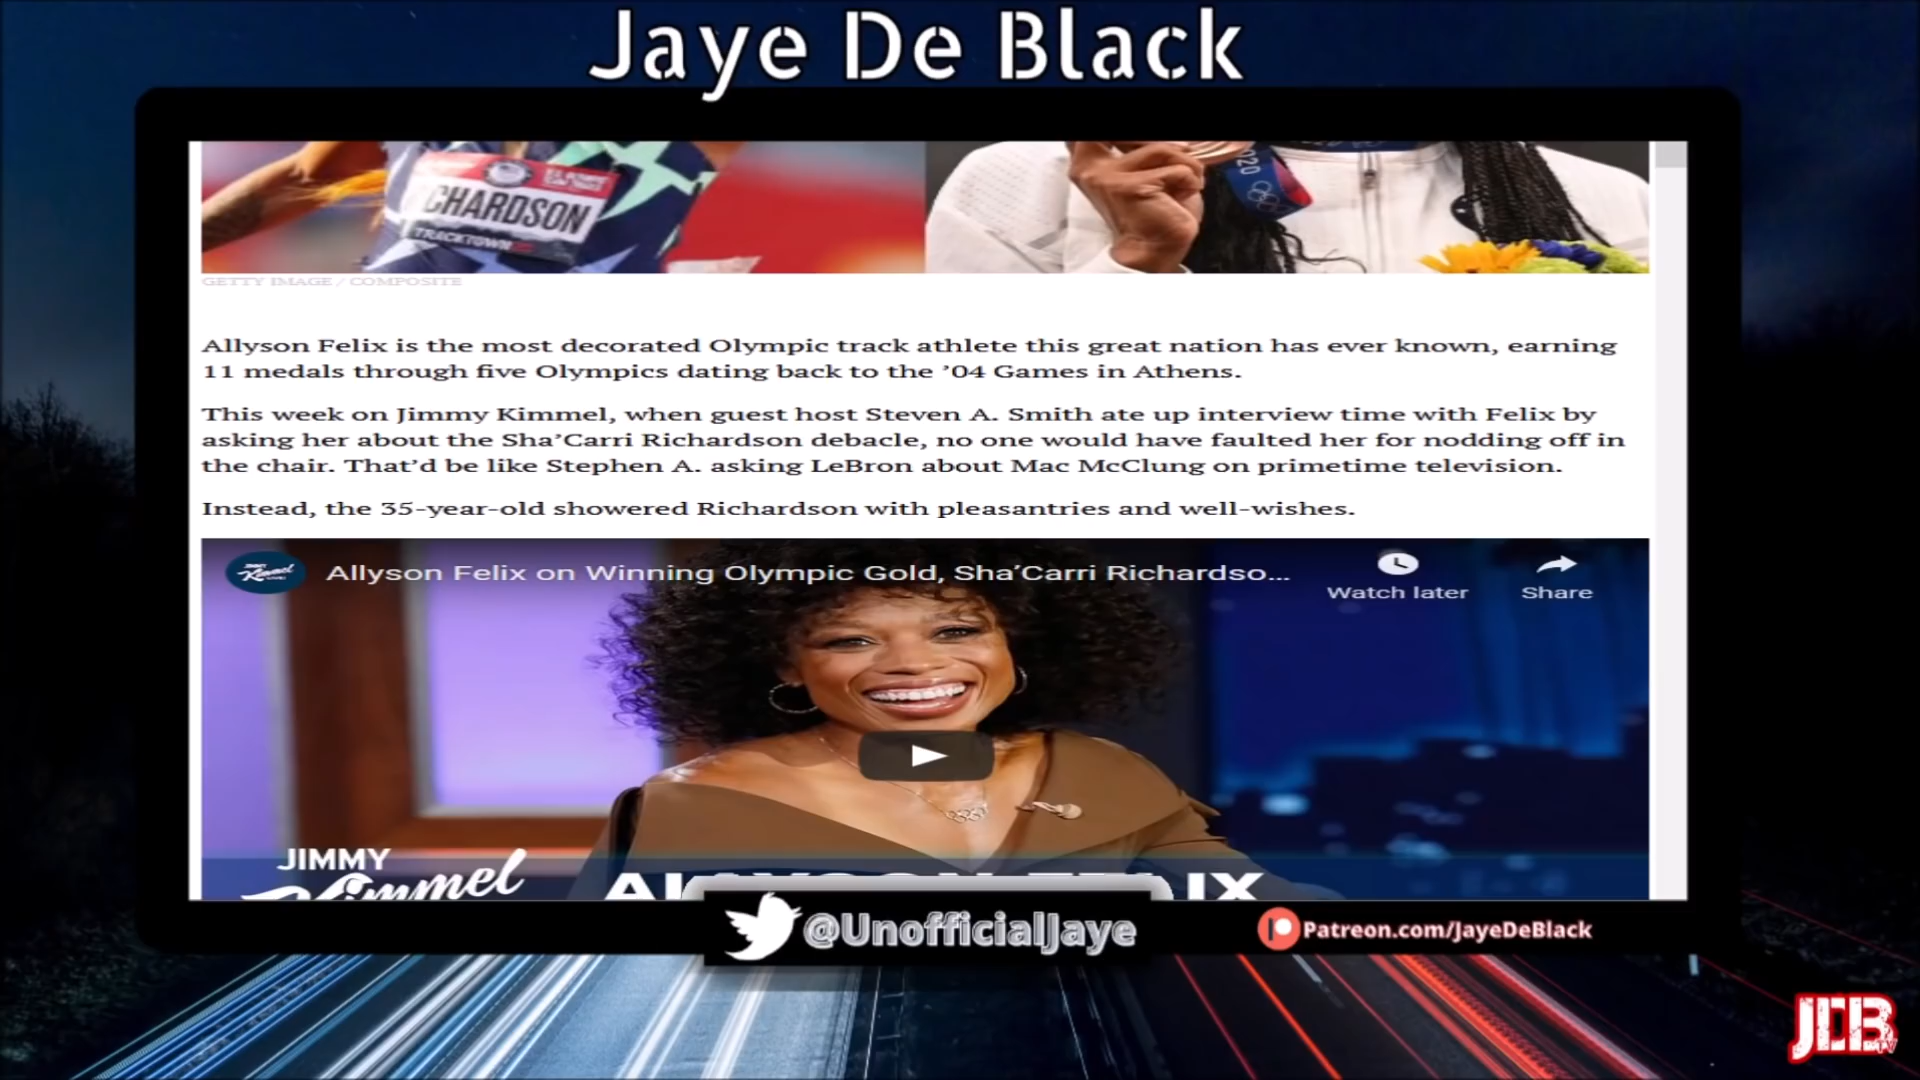 Jaye De Black
CHARDSON
TRACKTOWN
2020
GETTY IMAGE / COMPOSITE
Allyson Felix is the most decorated Olympic track athlete this great nation has ever known, earning
11 medals through five Olympics dating back to the ’04 Games in Athens.
This week on Jimmy Kimmel, when guest host Steven A. Smith ate up interview time with Felix by
asking her about the Sha’Carri Richardson debacle, no one would have faulted her for nodding off in
the chair. That’d be like Stephen A. asking LeBron about Mac McClung on primetime television.
Instead, the 35-year-old showered Richardson with pleasantries and well-wishes.
Allyson Felix on Winning Olympic Gold, Sha’Carri Richardso...
Watch later
Share
JIMMY
Kimmel
@UnofficialJaye
Patreon.com/JayeDeBlack